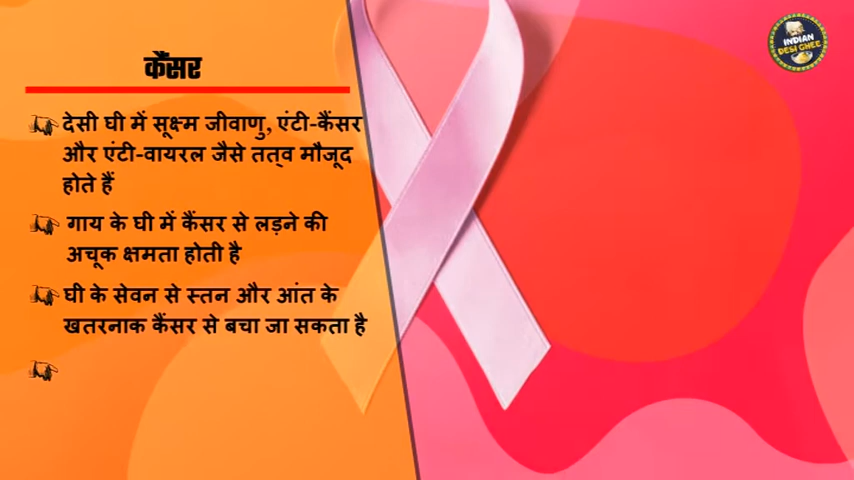 कैंसर
INDIAN
DESI GHEE
देसी घी में सूक्ष्म जीवाणु, एंटी-कैंसर
और एंटी-वायरल जैसे तत्व मौजूद
होते हैं
गाय के घी में कैंसर से लड़ने की
अचूक क्षमता होती है
घी के सेवन से स्तन और आंत के
खतरनाक कैंसर से बचा जा सकता है